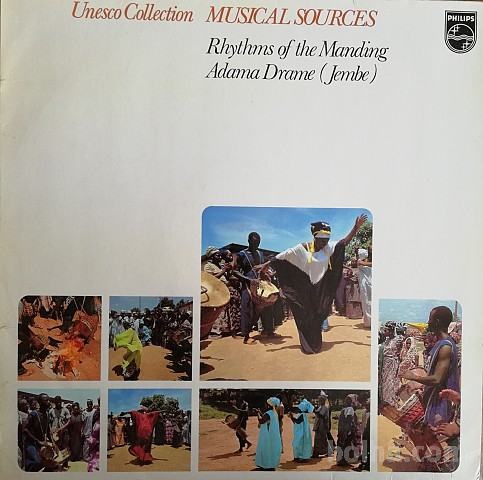 Unesco Collection MUSICAL SOURCES
PHILIPS
Rhythms of the Manding
Adama Drame (Jembe)